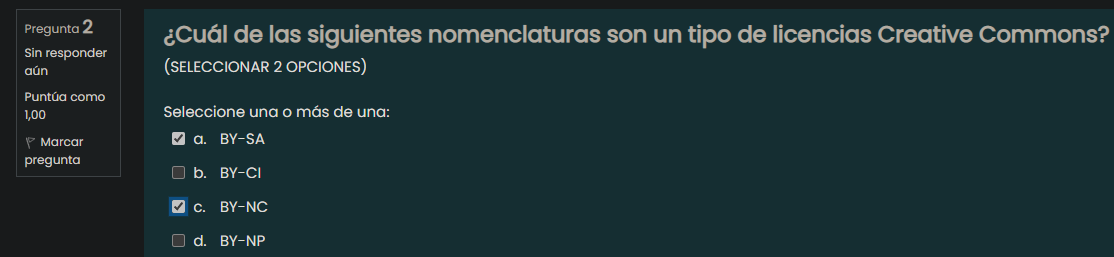 Pregunta 2
Sin responder
aún
Puntúa como
1,00
Marcar
pregunta
¿Cuál de las siguientes nomenclaturas son un tipo de licencias Creative Commons?
(SELECCIONAR 2 OPCIONES)
Seleccione una o más de una:
a. BY-SA
b. BY-CI
c. BY-NC
d. BY-NP